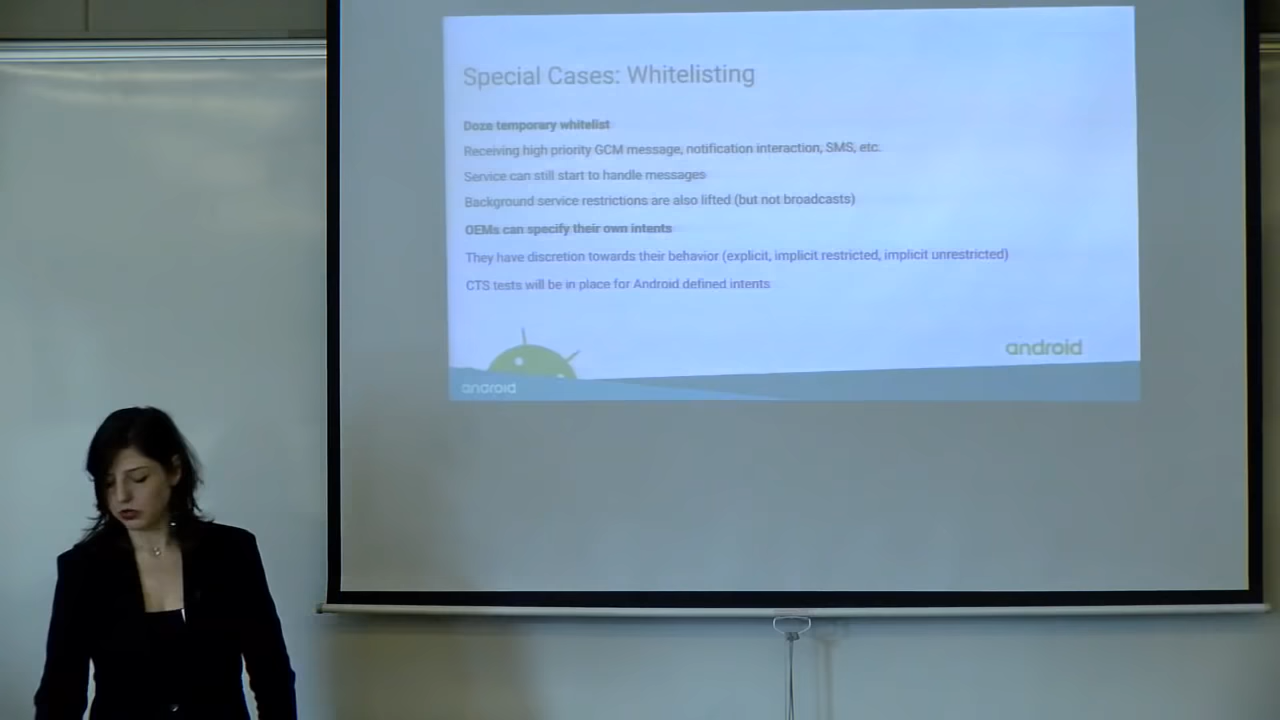 Special Cases: Whitelisting
Doze temporary whitelist
Receiving high priority GCM message, notification interaction, SMS, etc.
Service can still start to handle messages
Background service restrictions are also lifted (but not broadcasts)
OEMs can specify their own intents
They have discretion towards their behavior (explicit, implicit restricted, implicit unrestricted)
CTS tests will be in place for Android defined intents
android
android